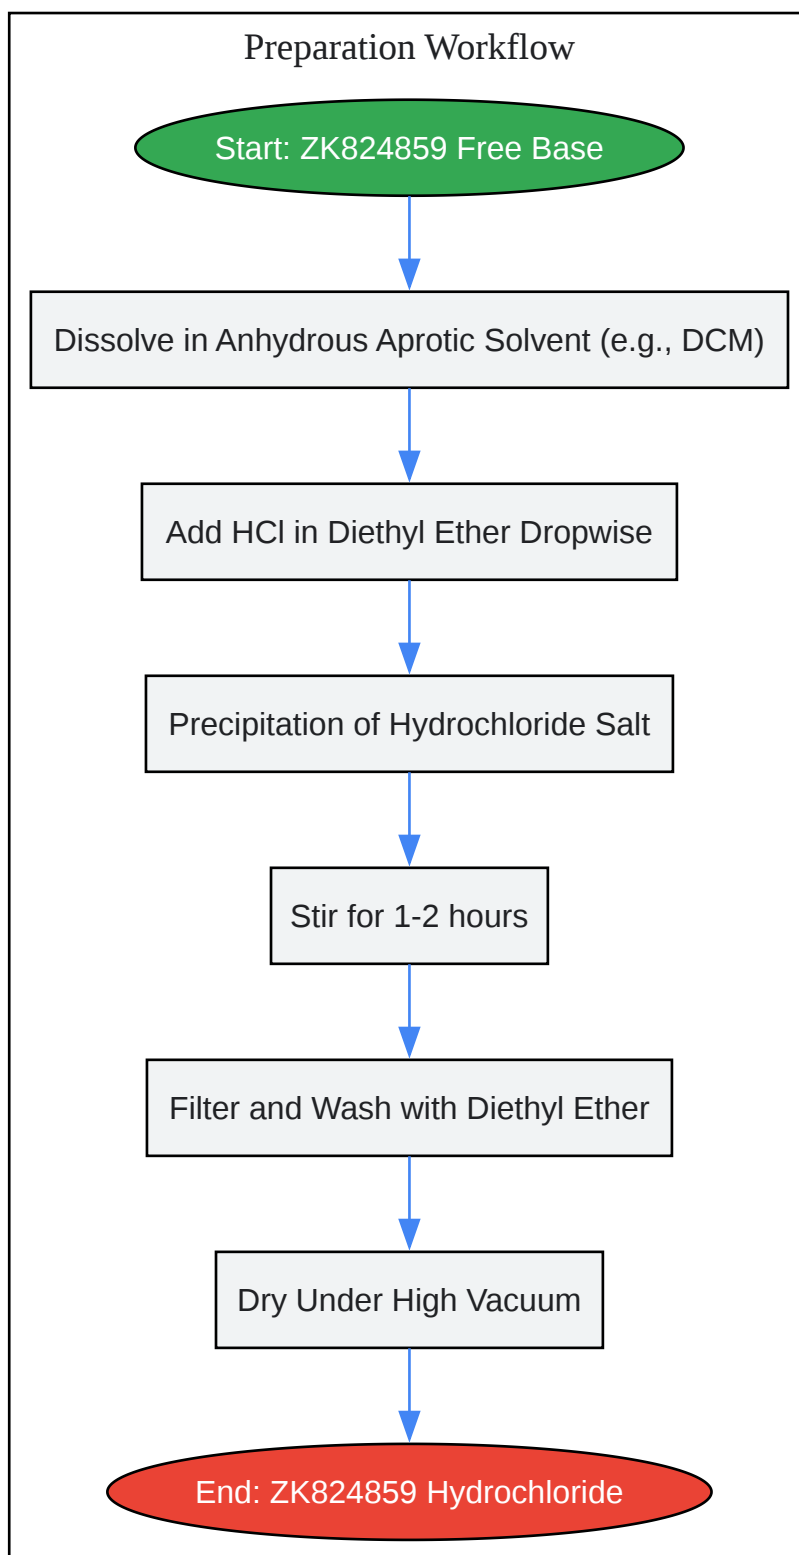 Preparation Workflow
Start: ZK824859 Free Base
Dissolve in Anhydrous Aprotic Solvent (e.g., DCM)
Add HCl in Diethyl Ether Dropwise
Precipitation of Hydrochloride Salt
Stir for 1-2 hours
Filter and Wash with Diethyl Ether
Dry Under High Vacuum
End: ZK824859 Hydrochloride